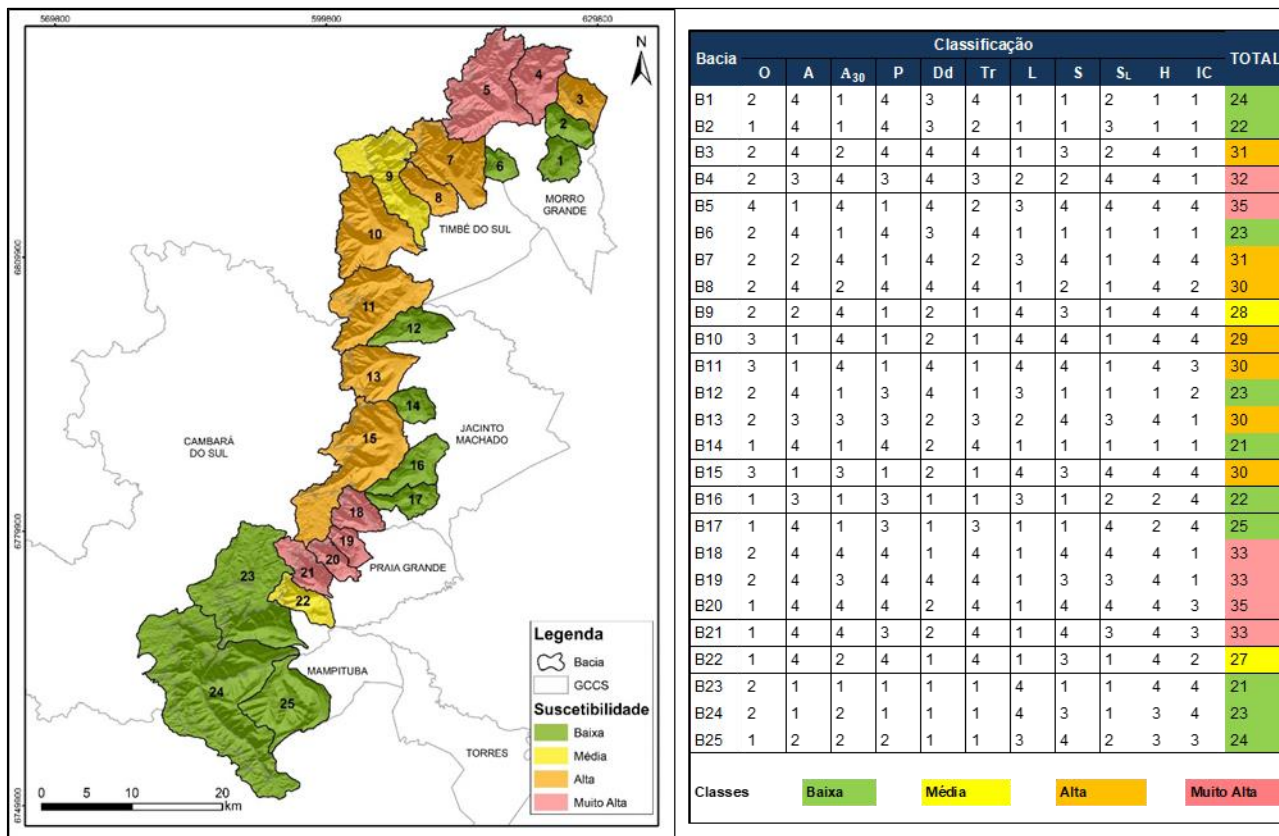 569800 599800 629800
N
4
5
3
2
7
9
6
1
8
MORRO
GRANDE
10
TIMBÉ DO SUL
6809900
11
12
13
14
15
JACINTO
MACHADO
CAMBARÁ
DO SUL
16
17
18
6779900
19
20
PRAIA GRANDE
21
23
22
Legenda
Bacia
MAMPITUBA
GCCS
24
25
Suscetibilidade
Baixa
Média
TORRES
Alta
0 5 10 20
km
Muito Alta
6749900
Bacia Classificação TOTAL
O A A30 P Dd Tr L S SL H IC
B1 2 4 1 4 3 4 1 1 2 1 1 24
B2 1 4 1 4 3 2 1 1 3 1 1 22
B3 2 4 2 4 4 4 1 3 2 4 1 31
B4 2 3 4 3 4 3 2 2 4 4 1 32
B5 4 1 4 1 4 2 3 4 4 4 4 35
B6 2 4 1 4 3 4 1 1 1 1 1 23
B7 2 2 4 1 4 2 3 4 1 4 4 31
B8 2 4 2 4 4 4 1 2 1 4 2 30
B9 2 2 4 1 2 1 4 3 1 4 4 28
B10 3 1 4 1 2 1 4 4 1 4 4 29
B11 3 1 4 1 4 1 4 4 1 4 3 30
B12 2 4 1 3 4 1 3 1 1 1 2 23
B13 2 3 3 3 2 3 2 4 3 4 1 30
B14 1 4 1 4 2 4 1 1 1 1 1 21
B15 3 1 3 1 2 1 4 3 4 4 4 30
B16 1 3 1 3 1 1 3 1 2 2 4 22
B17 1 4 1 3 1 3 1 1 4 2 4 25
B18 2 4 4 4 1 4 1 4 4 4 1 33
B19 2 4 3 4 4 4 1 3 3 4 1 33
B20 1 4 4 4 2 4 1 4 4 4 3 35
B21 1 4 4 3 2 4 1 4 3 4 3 33
B22 1 4 2 4 1 4 1 3 1 4 2 27
B23 2 1 1 1 1 1 4 1 1 4 4 21
B24 2 1 2 1 1 1 4 3 1 3 4 23
B25 1 2 2 2 1 1 3 4 2 3 3 24
Classes Baixa Média Alta Muito Alta